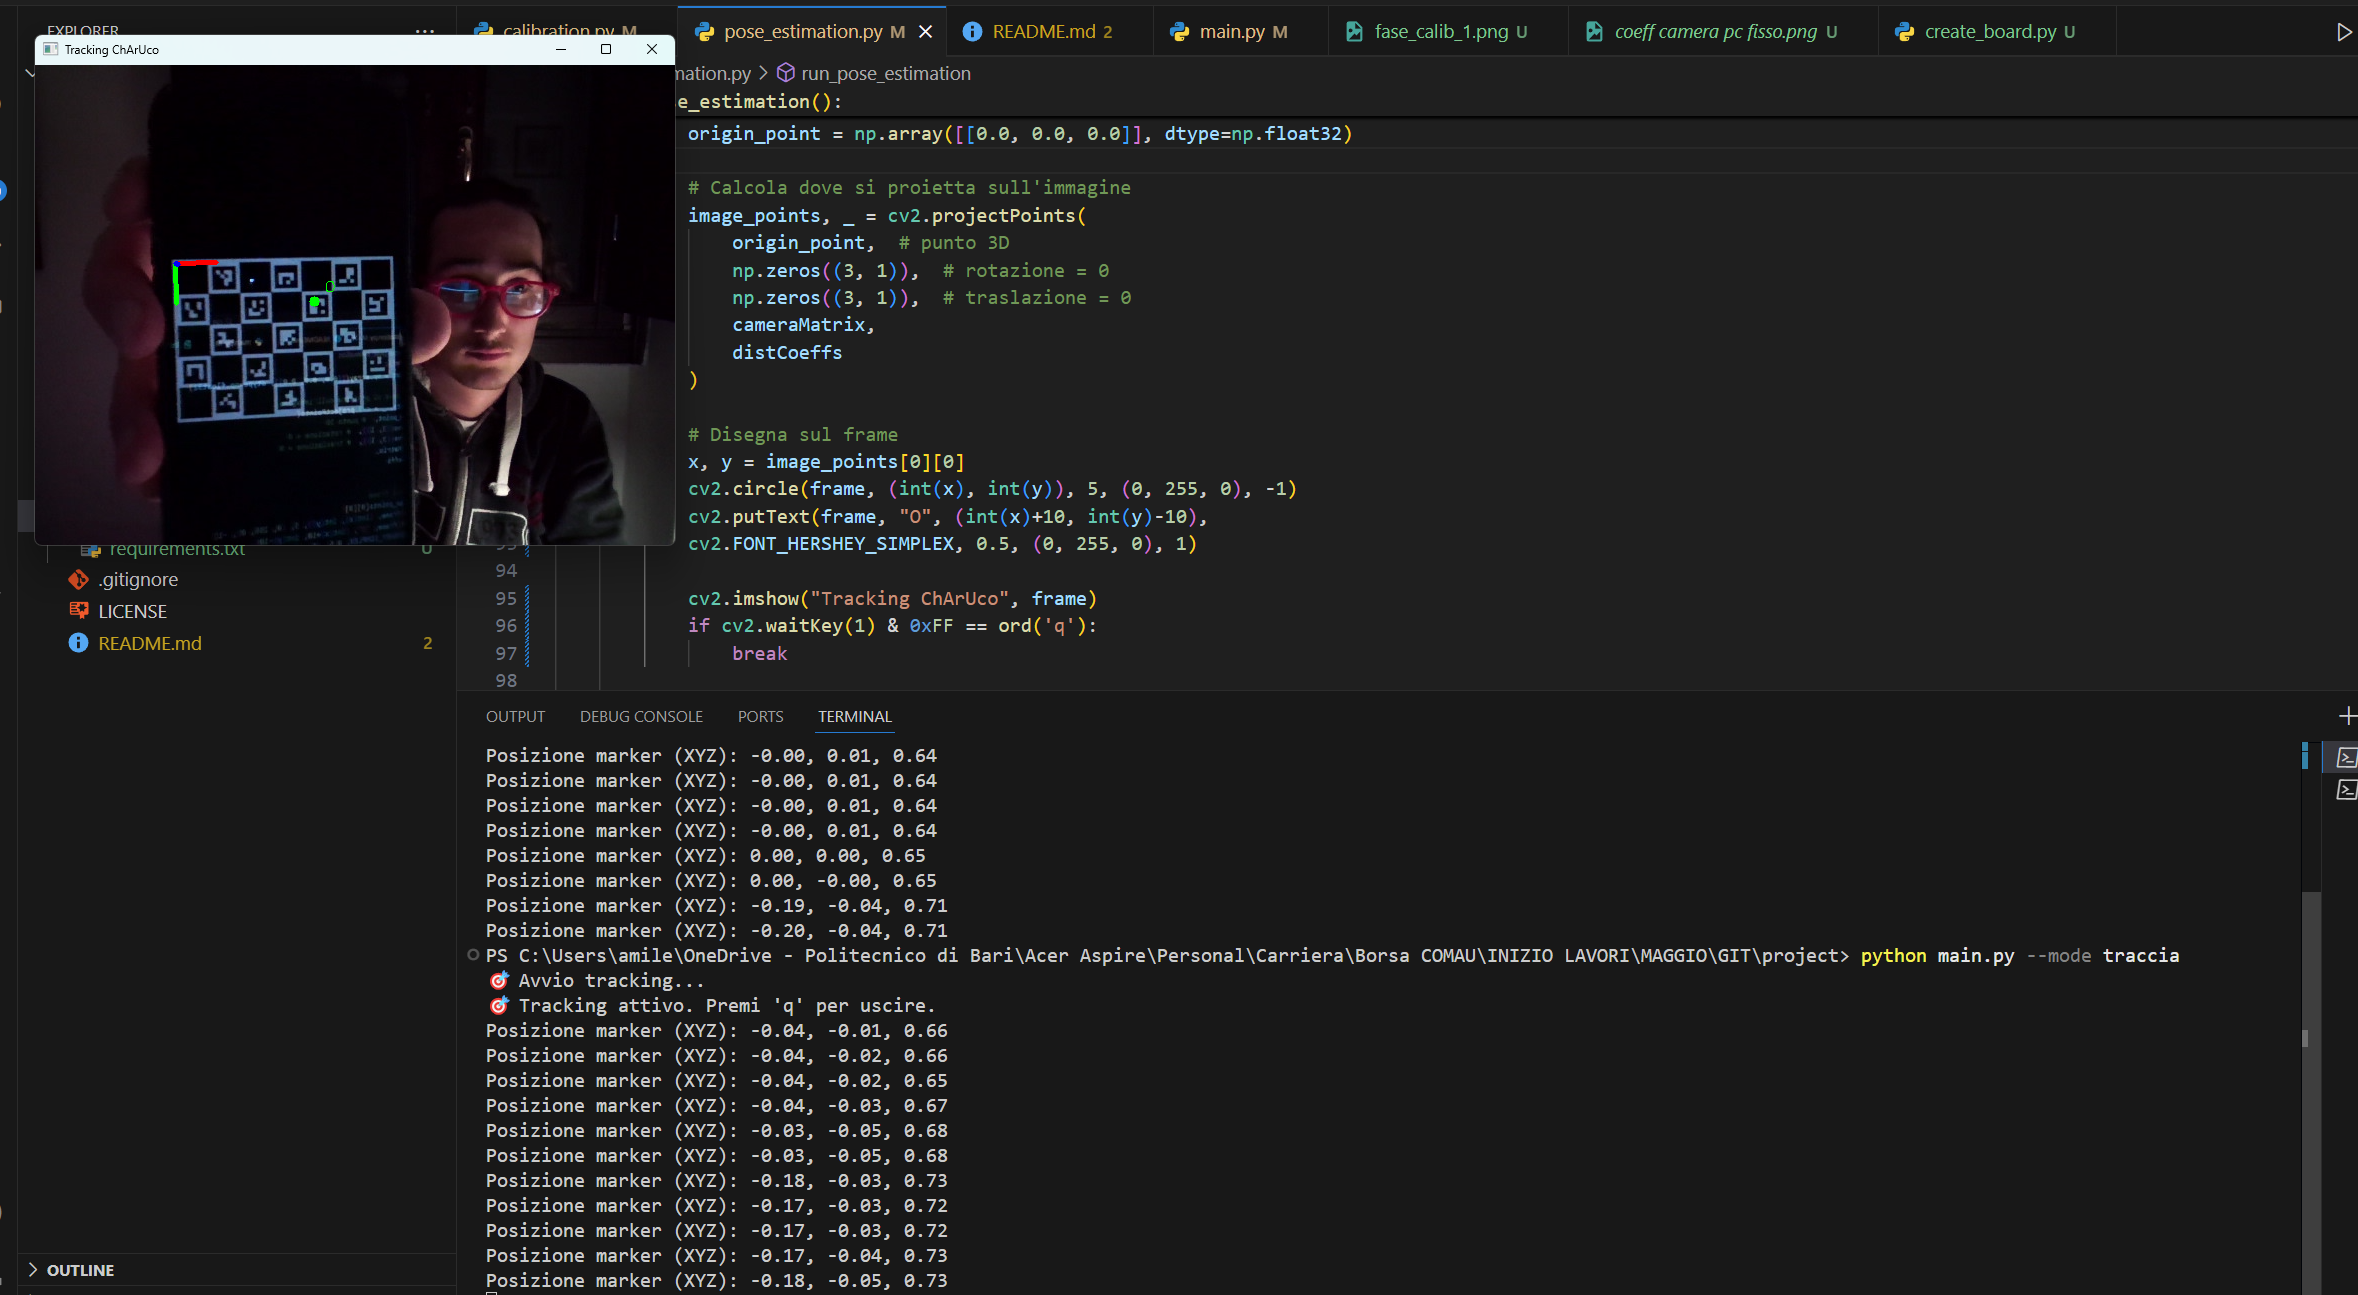 EXPLORER
...
calibration.py M
pose_estimation.py M
README.md 2
main.py M
fase_calib_1.png U
coeff camera pc fisso.png U
create_board.py U
Tracking ChArUco
mation.py > run_pose_estimation
e_estimation():
origin_point = np.array([[0.0, 0.0, 0.0]], dtype=np.float32)
# Calcola dove si proietta sull'immagine
image_points, _ = cv2.projectPoints(
origin_point,  # punto 3D
np.zeros((3, 1)),  # rotazione = 0
np.zeros((3, 1)),  # traslazione = 0
cameraMatrix,
distCoeffs
)
# Disegna sul frame
x, y = image_points[0][0]
cv2.circle(frame, (int(x), int(y)), 5, (0, 255, 0), -1)
cv2.putText(frame, "O", (int(x)+10, int(y)-10),
cv2.FONT_HERSHEY_SIMPLEX, 0.5, (0, 255, 0), 1)
94
95 cv2.imshow("Tracking ChArUco", frame)
96 if cv2.waitKey(1) & 0xFF == ord('q'):
97 break
98
requirements.txt U
.gitignore
LICENSE
README.md 2
OUTLINE
OUTPUT DEBUG CONSOLE PORTS TERMINAL
Posizione marker (XYZ): -0.00, 0.01, 0.64
Posizione marker (XYZ): -0.00, 0.01, 0.64
Posizione marker (XYZ): -0.00, 0.01, 0.64
Posizione marker (XYZ): -0.00, 0.01, 0.64
Posizione marker (XYZ): 0.00, 0.00, 0.65
Posizione marker (XYZ): 0.00, -0.00, 0.65
Posizione marker (XYZ): -0.19, -0.04, 0.71
Posizione marker (XYZ): -0.20, -0.04, 0.71
PS C:\Users\amile\OneDrive - Politecnico di Bari\Acer Aspire\Personal\Carriera\Borsa COMAU\INIZIO LAVORI\MAGGIO\GIT\project> python main.py --mode traccia
🎯 Avvio tracking...
🎯 Tracking attivo. Premi 'q' per uscire.
Posizione marker (XYZ): -0.04, -0.01, 0.66
Posizione marker (XYZ): -0.04, -0.02, 0.66
Posizione marker (XYZ): -0.04, -0.02, 0.65
Posizione marker (XYZ): -0.04, -0.03, 0.67
Posizione marker (XYZ): -0.03, -0.05, 0.68
Posizione marker (XYZ): -0.03, -0.05, 0.68
Posizione marker (XYZ): -0.18, -0.03, 0.73
Posizione marker (XYZ): -0.17, -0.03, 0.72
Posizione marker (XYZ): -0.17, -0.03, 0.72
Posizione marker (XYZ): -0.17, -0.04, 0.73
Posizione marker (XYZ): -0.18, -0.05, 0.73